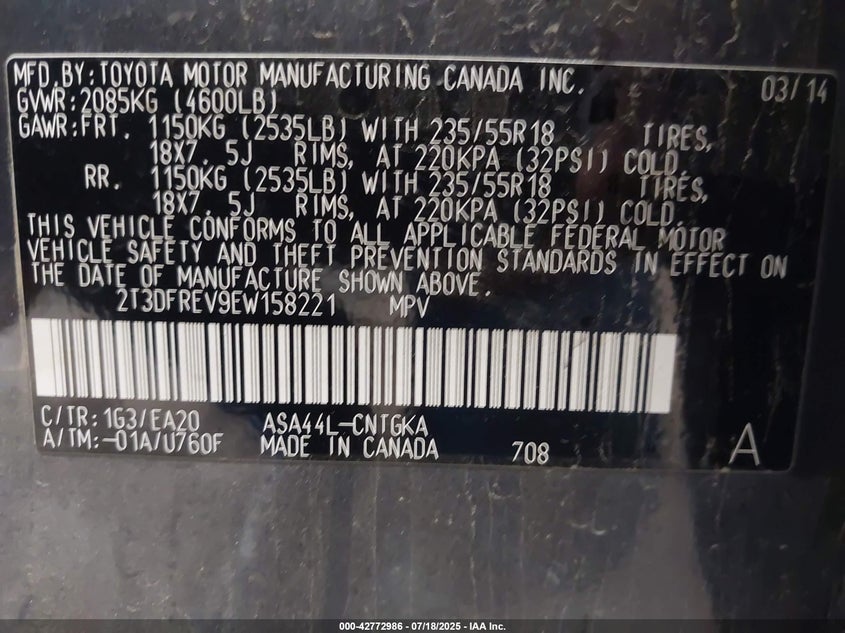 MFD. BY: TOYOTA MOTOR MANUFACTURING CANADA INC. 03/14
GVWR: 2085KG (4600LB)
GAWR: FRT. 1150KG (2535LB) WITH 235/55R18 TIRES,
18X7. 5J RIMS, AT 220KPA (32PSI) COLD.
RR. 1150KG (2535LB) WITH 235/55R18 TIRES,
18X7. 5J RIMS, AT 220KPA (32PSI) COLD.
THIS VEHICLE CONFORMS TO ALL APPLICABLE FEDERAL MOTOR
VEHICLE SAFETY AND THEFT PREVENTION STANDARDS IN EFFECT ON
THE DATE OF MANUFACTURE SHOWN ABOVE.
2T3DFREV9EW158221 MPV
C/TR: 1G3/EA20 ASA44L-CNTGKA
A/TM: -01A/U760F MADE IN CANADA 708 A
000-42772986 - 07/18/2025 - IAA Inc.